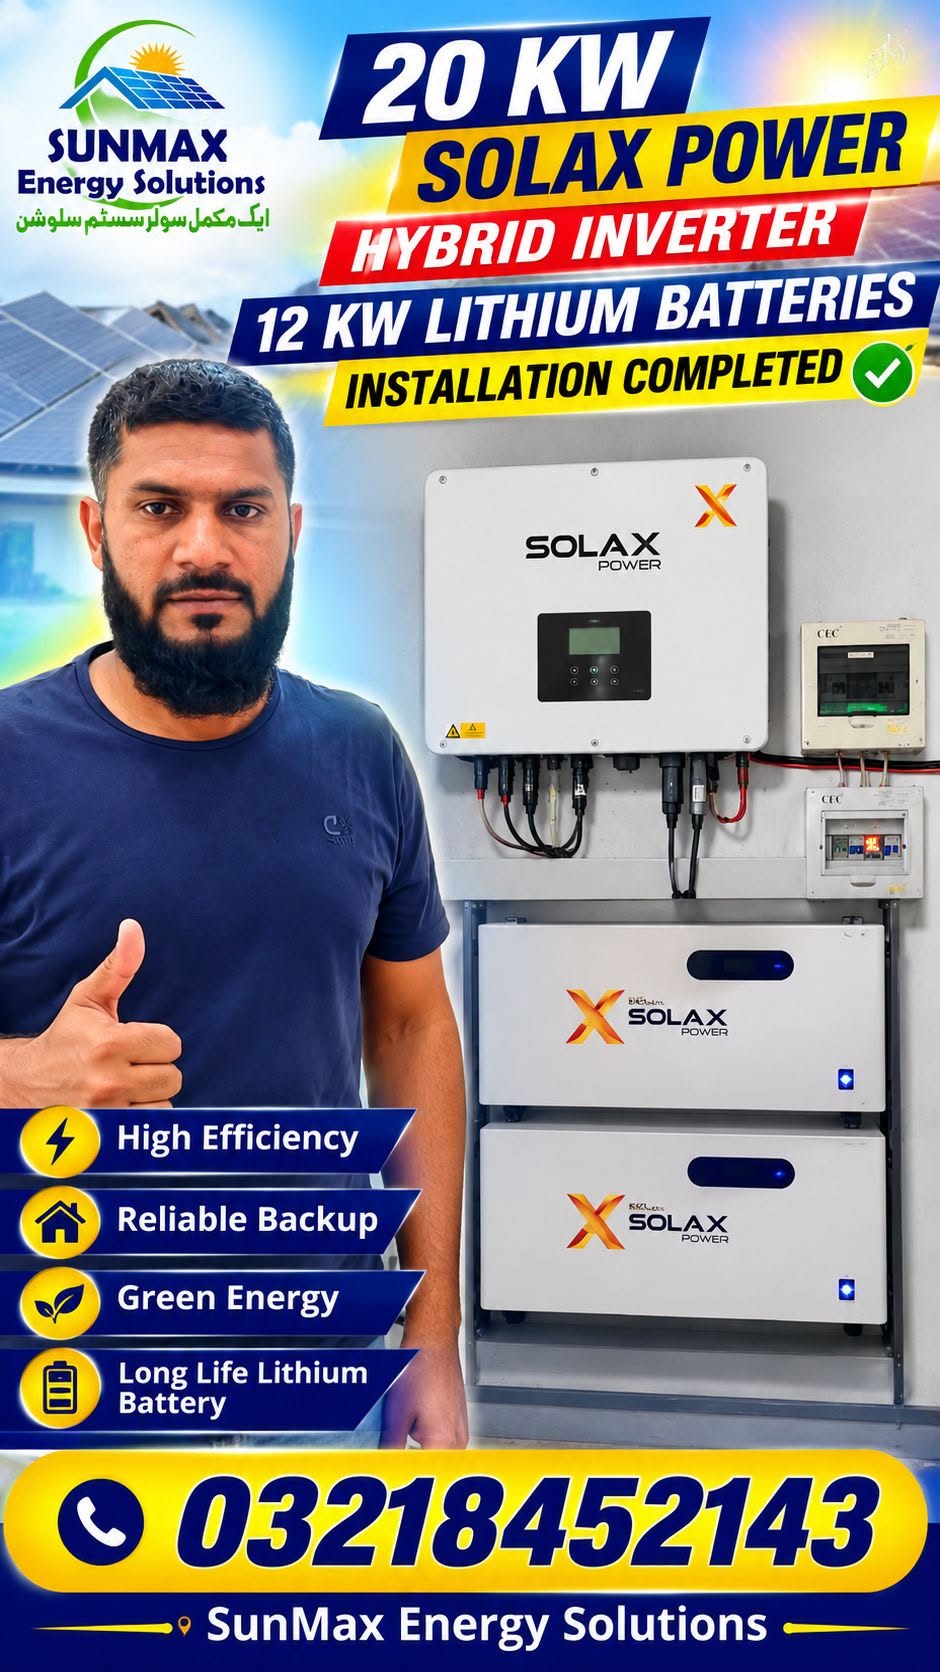 SUNMAX
Energy Solutions
ایک مکمل سولر سسٹم سلوشن
20 KW
SOLAX POWER
HYBRID INVERTER
12 KW LITHIUM BATTERIES
INSTALLATION COMPLETED
SOLAX
POWER
CEC
CEC
SOLAX
POWER
SOLAX
POWER
High Efficiency
Reliable Backup
Green Energy
Long Life Lithium
Battery
03218452143
SunMax Energy Solutions